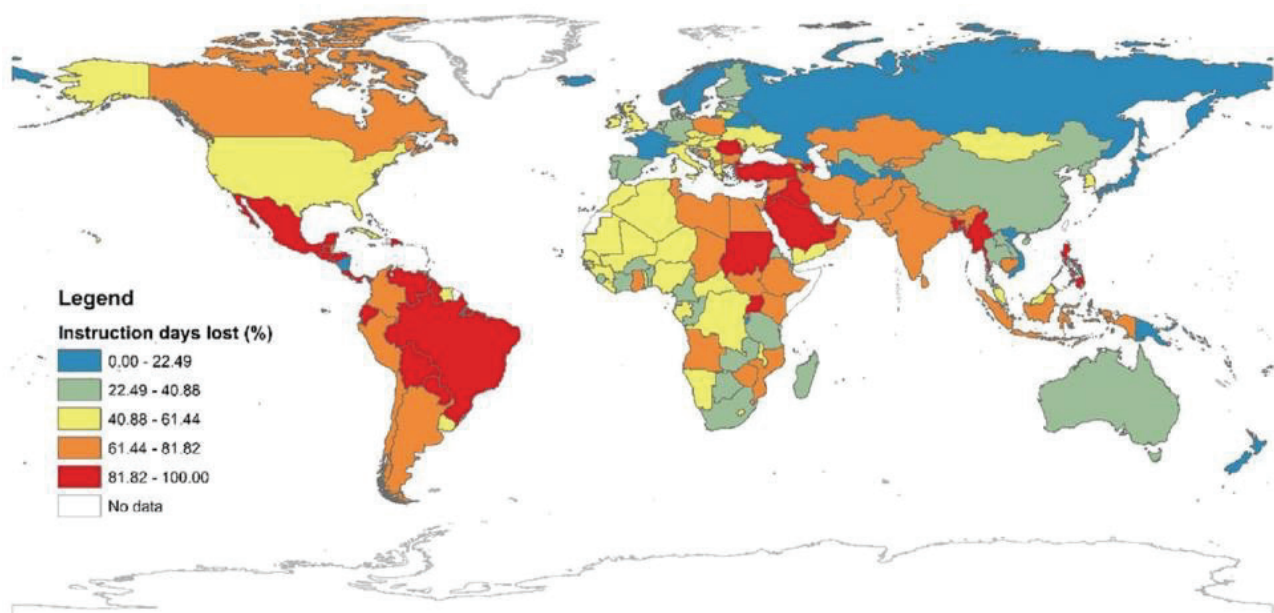 Legend
Instruction days lost (%)
0.00 - 22.49
22.49 - 40.88
40.88 - 61.44
61.44 - 81.82
81.82 - 100.00
No data